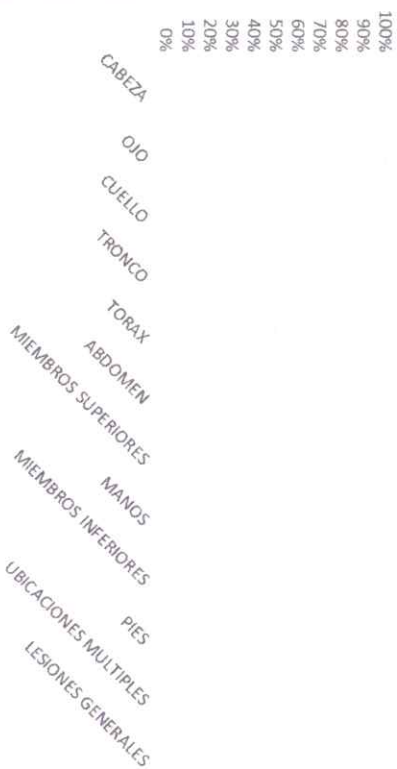 100%
90%
80%
70%
60%
50%
40%
30%
20%
10%
0%
CABEZA
OJO
CUELLO
TRONCO
TORAX
ABDOMEN
MIEMBROS SUPERIORES
MANOS
MIEMBROS INFERIORES
PIES
UBICACIONES MULTIPLES
LESIONES GENERALES